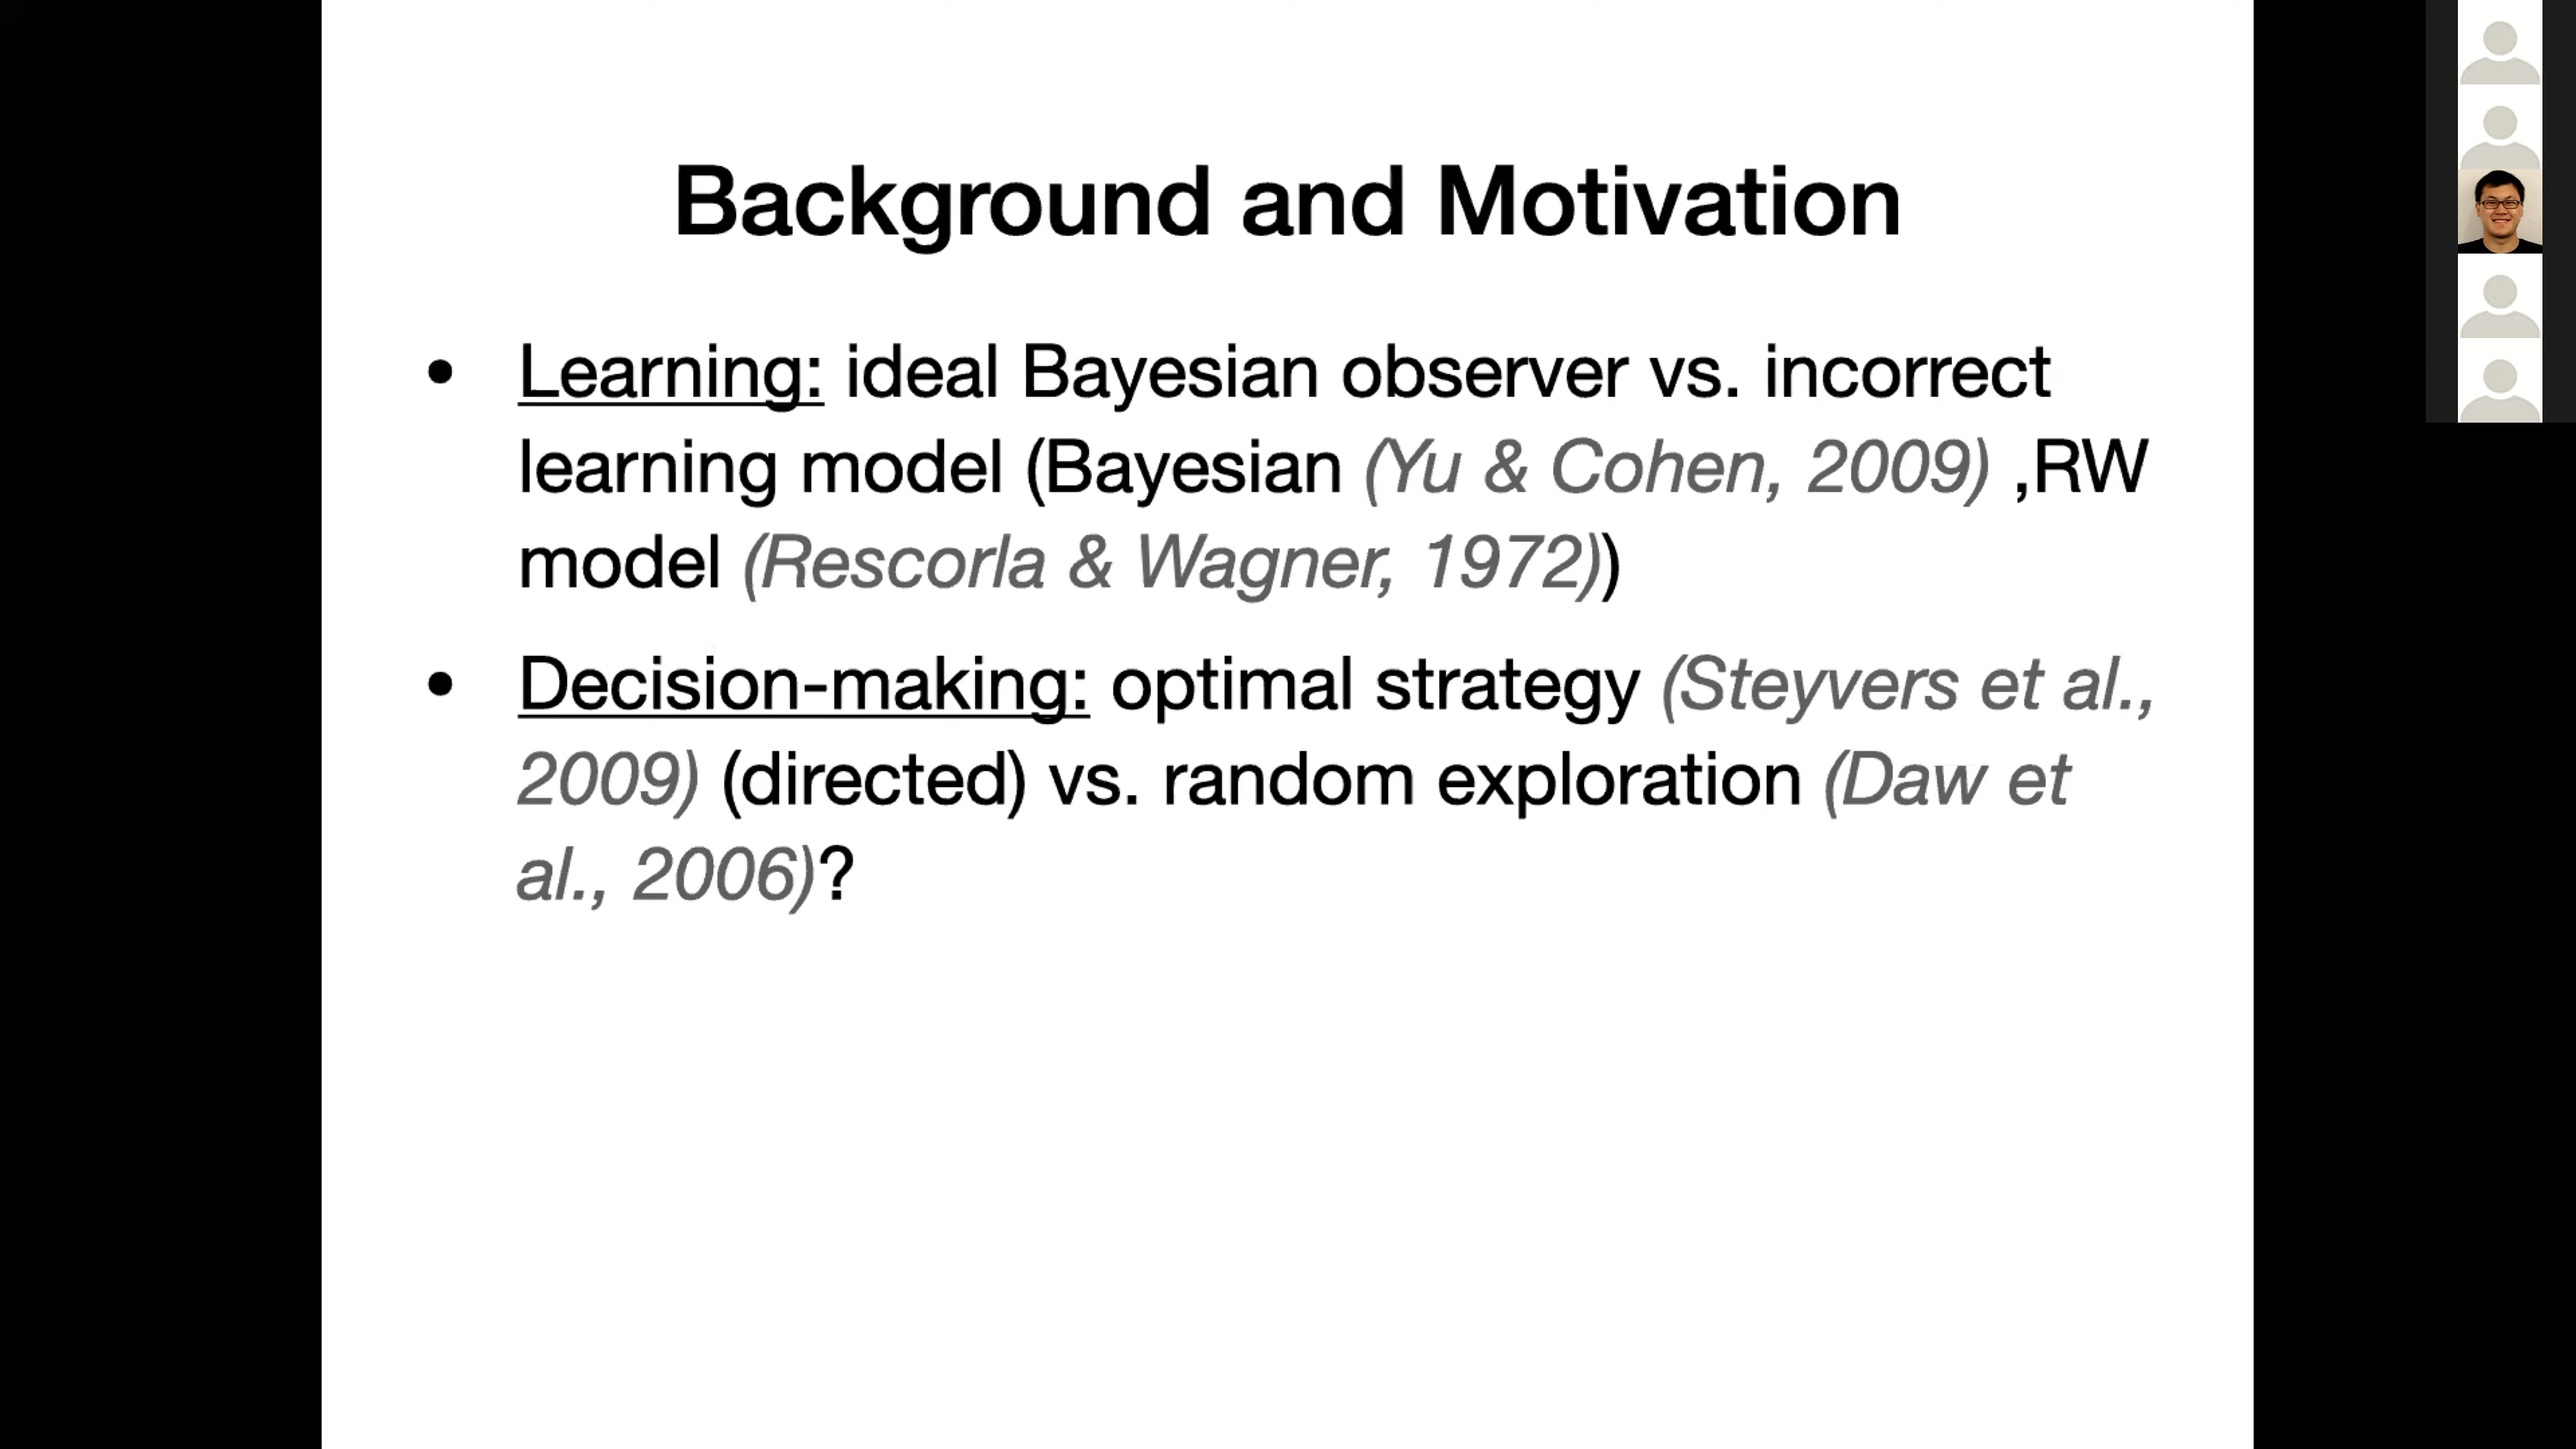 Background and Motivation
• Learning: ideal Bayesian observer vs. incorrect
learning model (Bayesian (Yu & Cohen, 2009) ,RW
model (Rescorla & Wagner, 1972))
• Decision-making: optimal strategy (Steyvers et al.,
2009) (directed) vs. random exploration (Daw et
al., 2006)?